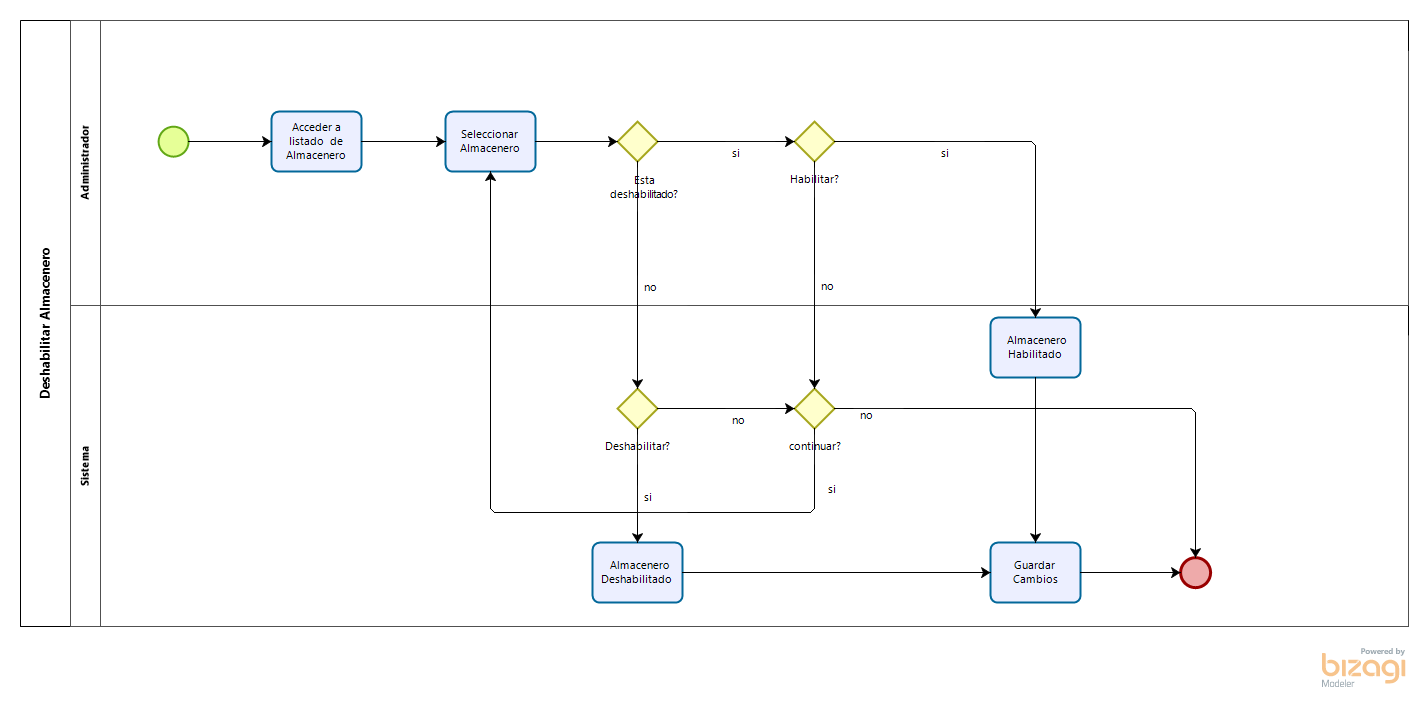 Deshabilitar Almacenero
Administrador
Acceder a
listado de
Almacenero
Seleccionar
Almacenero
Esta
deshabilitado?
si
Habilitar?
si
no
no
Sistema
Almacenero
Habilitado
Deshabilitar?
no
continuar?
no
si
si
Almacenero
Deshabilitado
Guardar
Cambios
Powered by
bizagi
Modeler